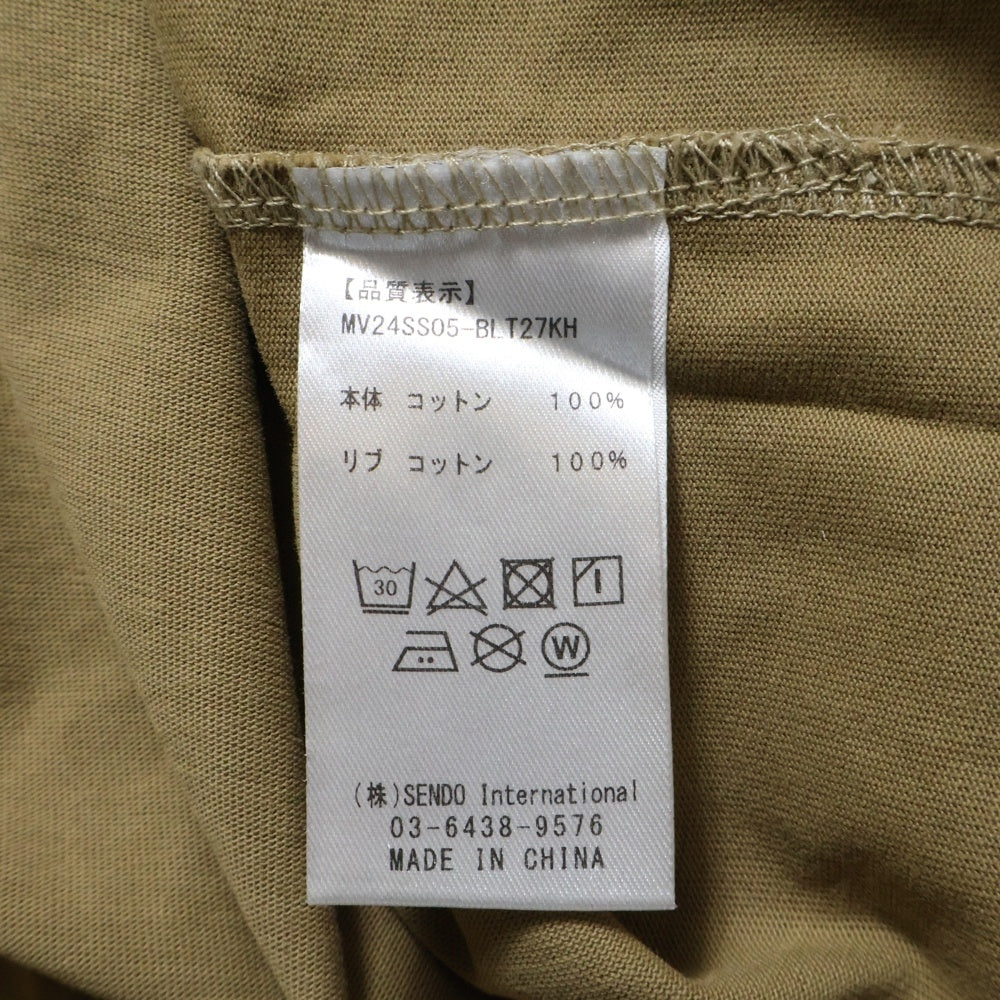 【品質表示】
MV24SS05-BLT27KH
本体 コットン 100%
リブ コットン 100%
30
W
(株)SENDO International
03-6438-9576
MADE IN CHINA